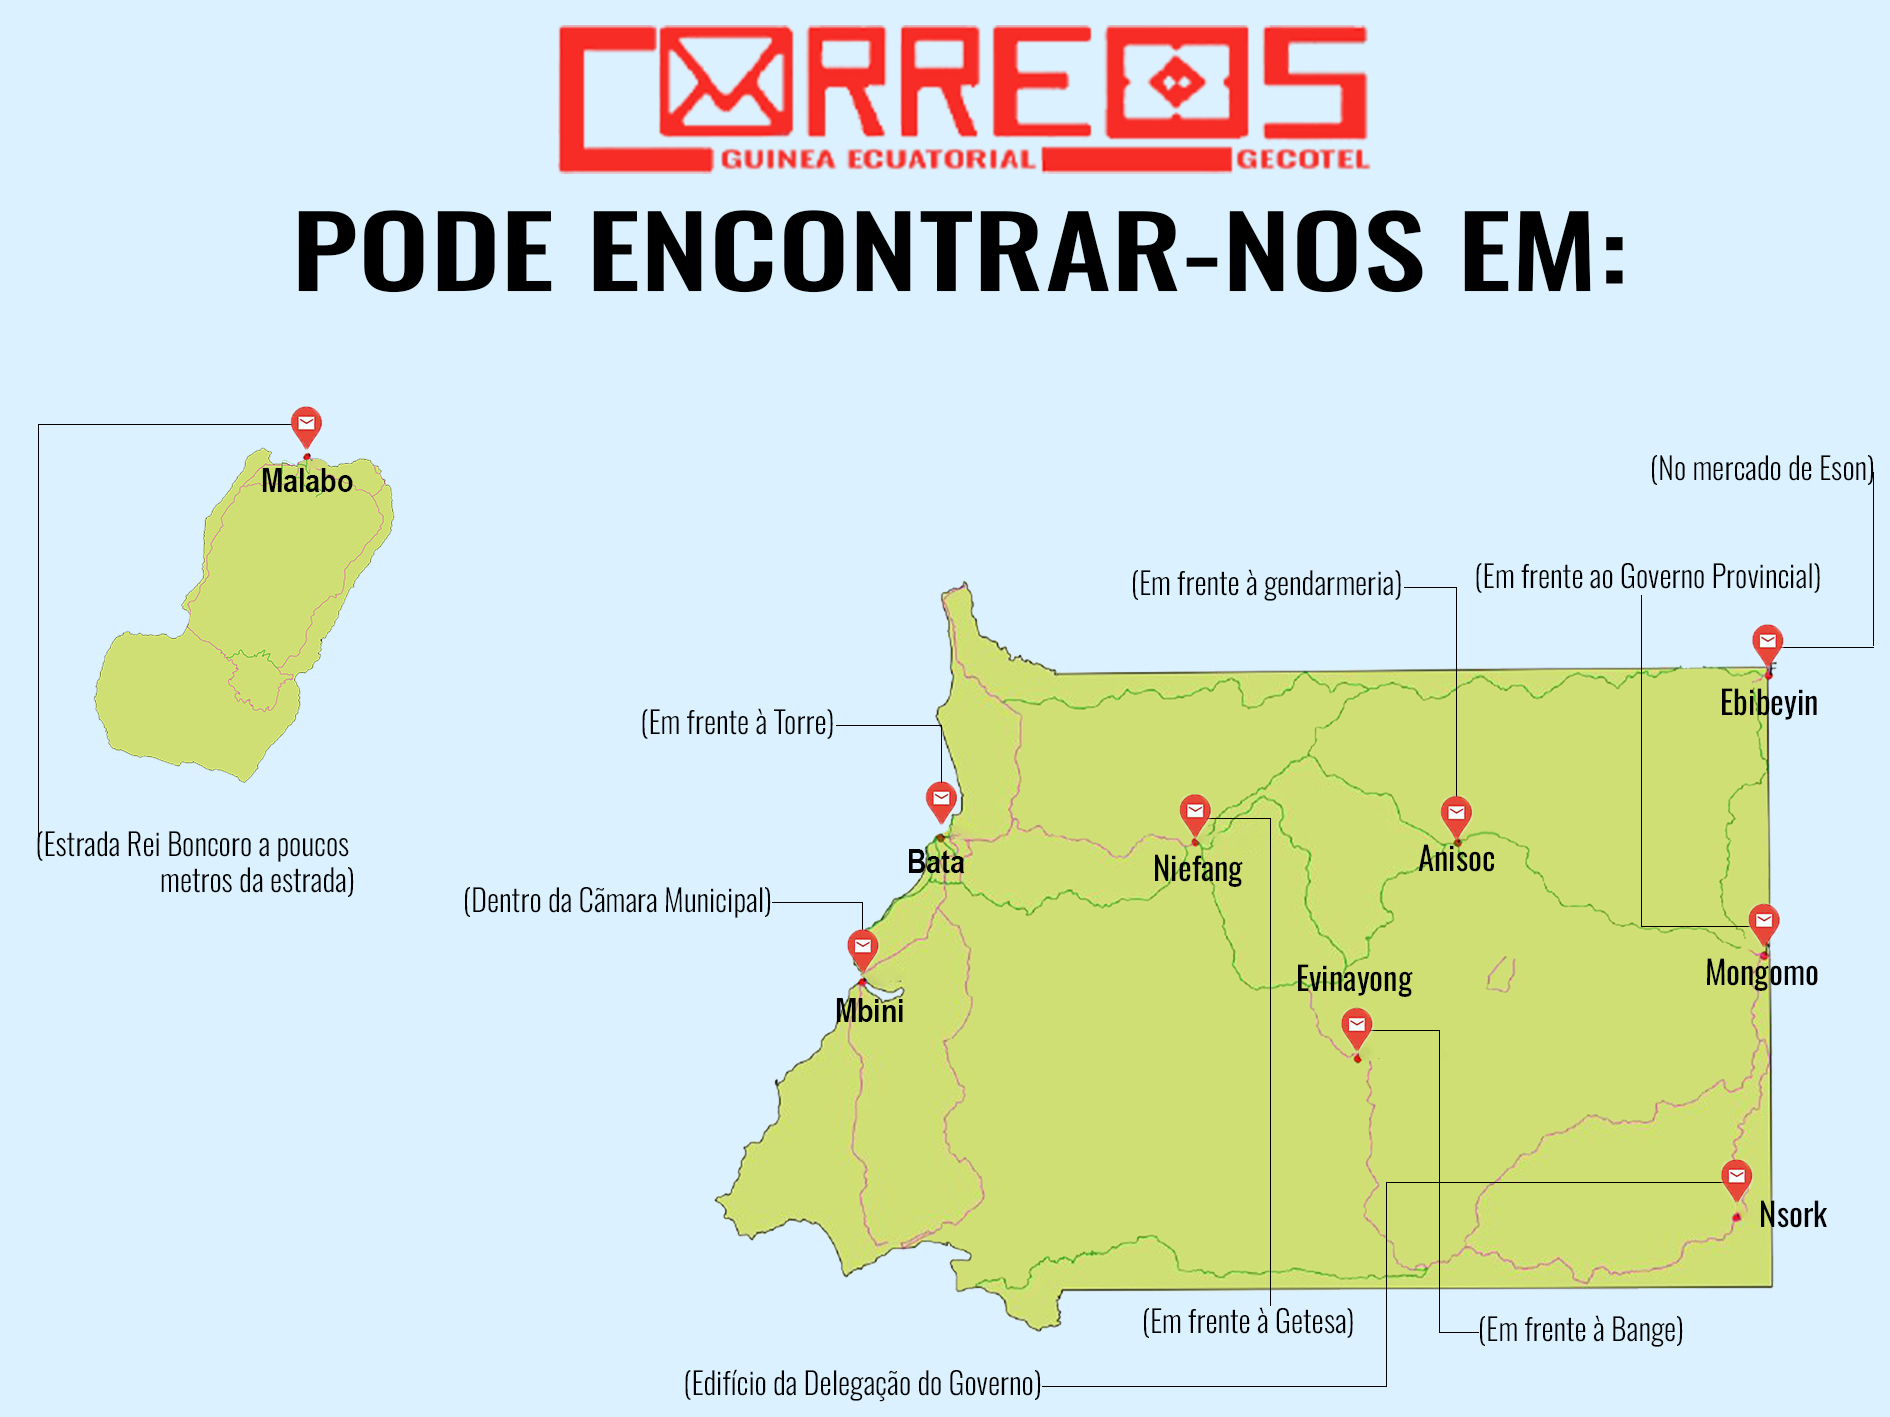 CORREOS
GUINEA ECUATORIAL GECOTEL
PODE ENCONTRAR-NOS EM:
Malabo
(No mercado de Eson)
(Em frente à gendarmeria)
(Em frente ao Governo Provincial)
Ebibeyin
(Em frente à Torre)
(Estrada Rei Boncoro a poucos
metros da estrada)
Bata
Niefang
Anisoc
(Dentro da Cãmara Municipal)
Mongomo
Evinayong
Mbini
Nsork
(Em frente à Getesa)
(Em frente à Bange)
(Edifício da Delegação do Governo)